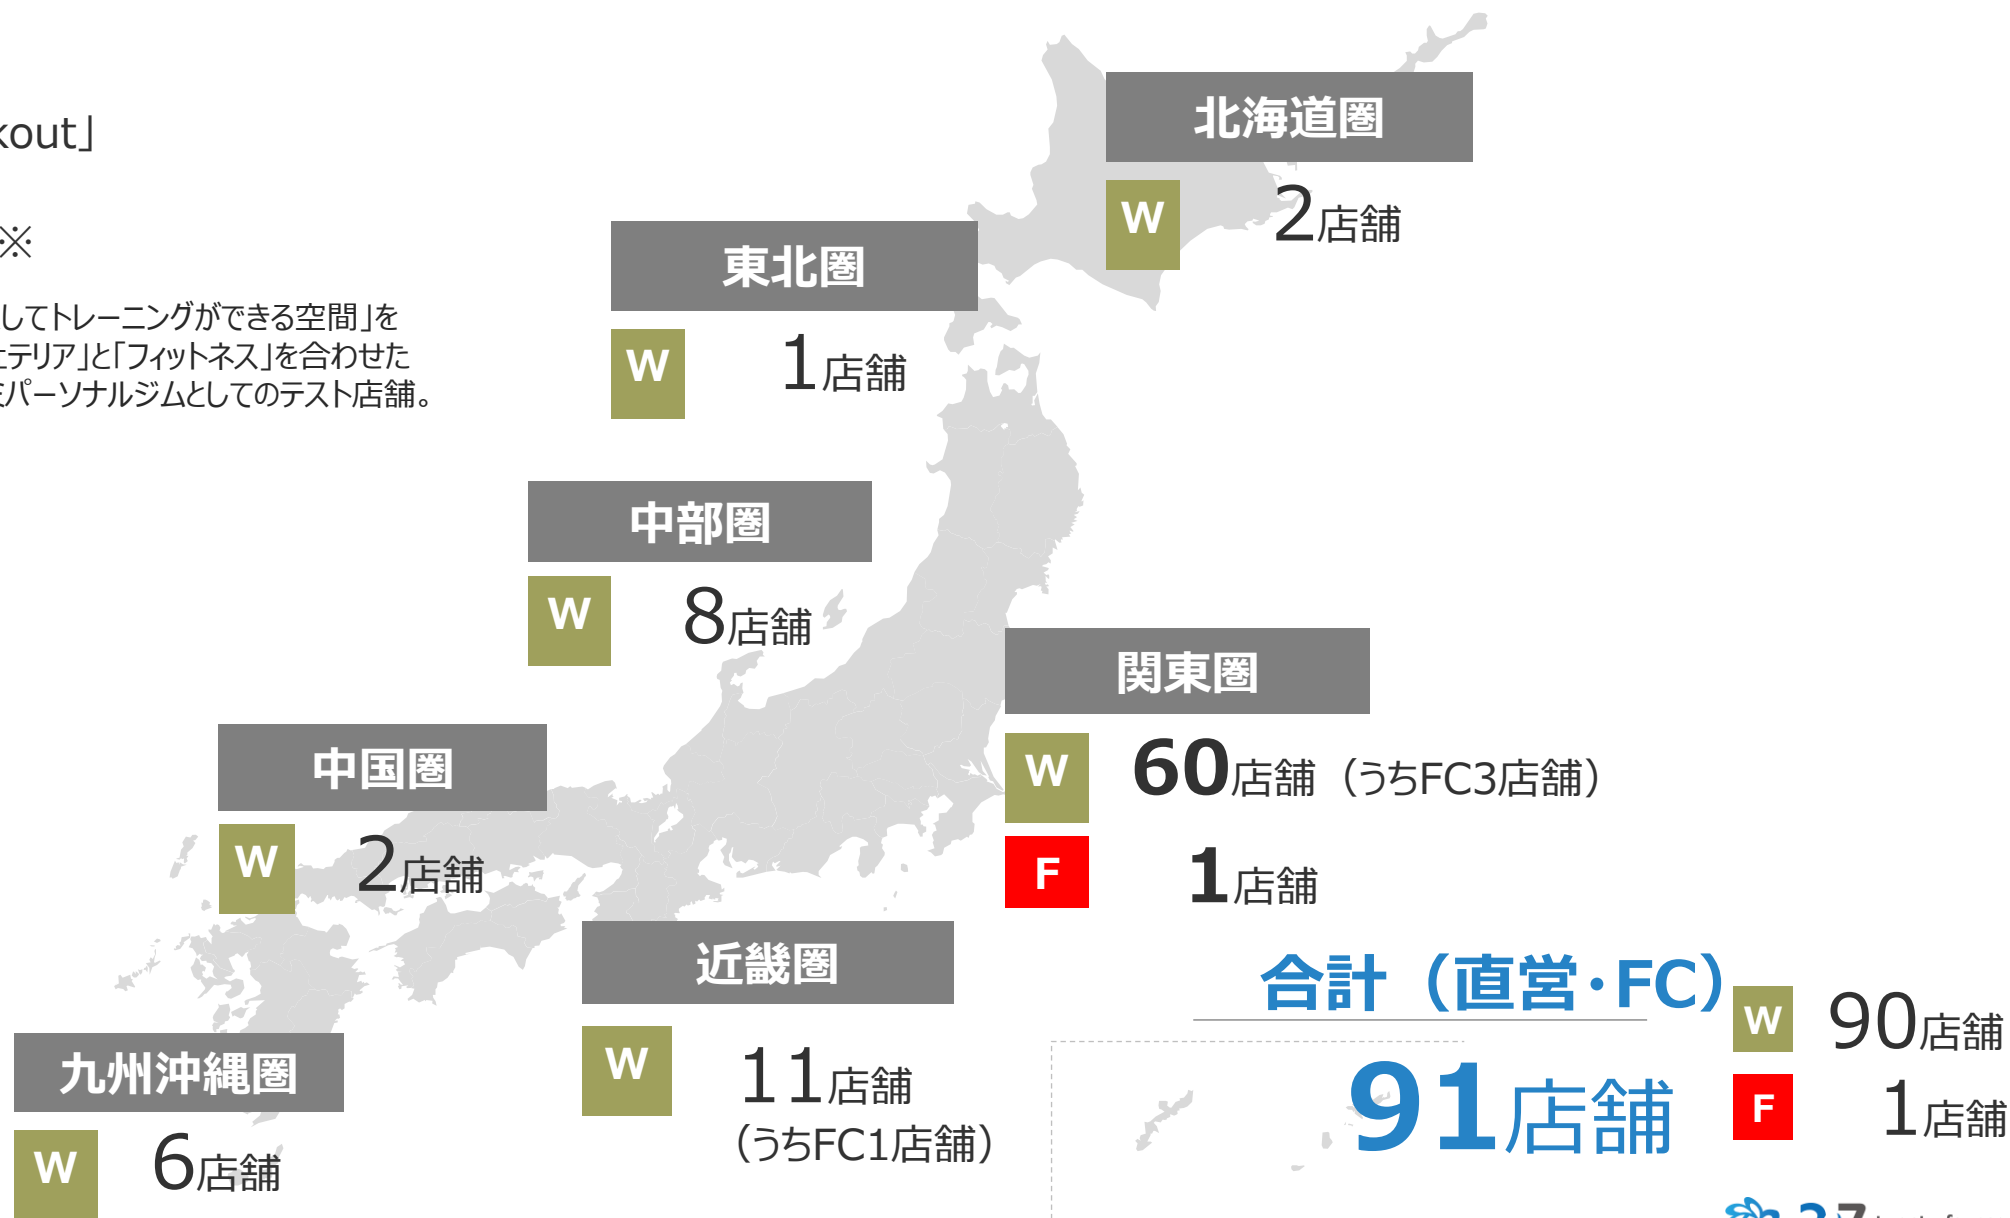 kout」
※
してトレーニングができる空間」を
ェテリア」と「フィットネス」を合わせた
パーソナルジムとしてのテスト店舗。
北海道圏
W 2店舗
東北圏
W 1店舗
中部圏
W 8店舗
関東圏
W 60店舗（うちFC3店舗）
F 1店舗
中国圏
W 2店舗
近畿圏
W 11店舗
（うちFC1店舗）
九州沖縄圏
W 6店舗
合計（直営・FC）
91店舗
W 90店舗
F 1店舗